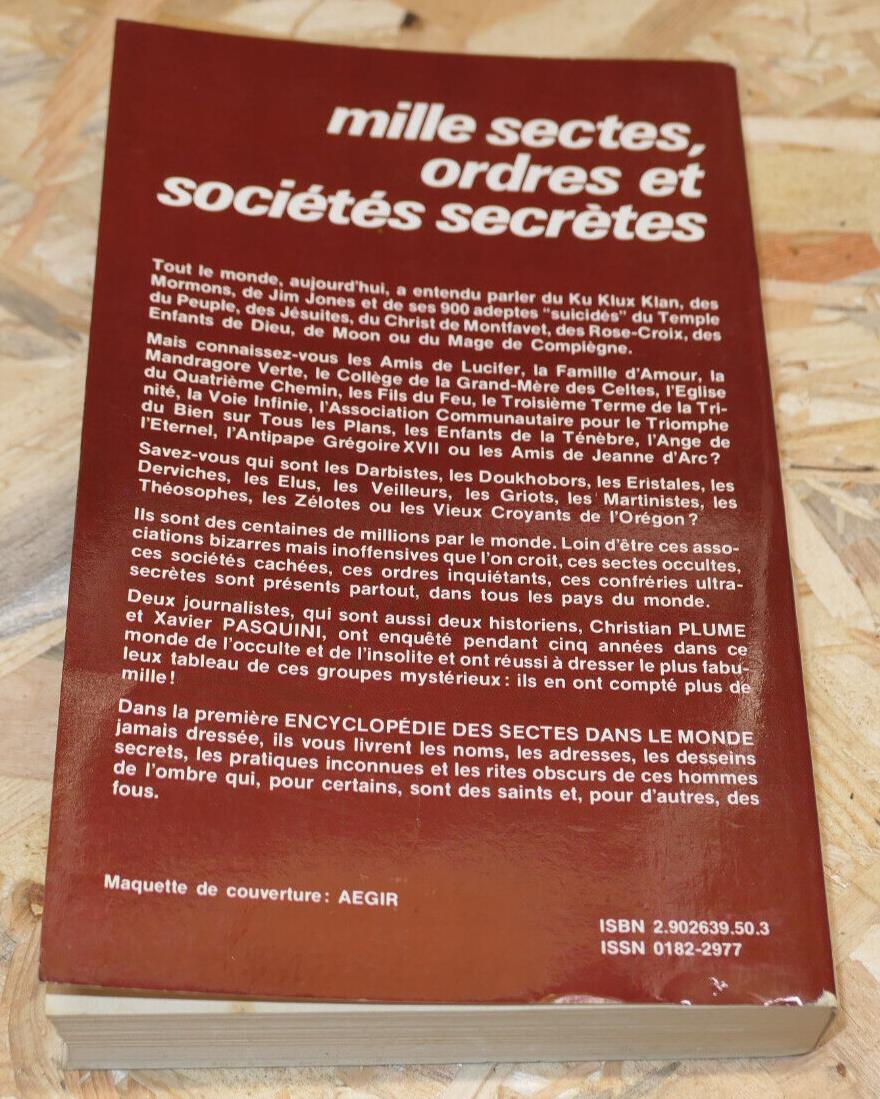 mille sectes,
ordres et
sociétés secrètes
Tout le monde, aujourd'hui, a entendu parler du Ku Klux Klan, des
Mormons, de Jim Jones et de ses 900 adeptes "suicidés" du Temple
du Peuple, des Jésuites, du Christ de Montfavet, des Rose-Croix, des
Enfants de Dieu, de Moon ou du Mage de Compiègne.
Mais connaissez-vous les Amis de Lucifer, la Famille d'Amour, la
Mandragore Verte, le Collège de la Grand-Mère des Celtes, l'Eglise
du Quatrième Chemin, les Fils du Feu, le Troisième Terme de la Tri-
nité, la Voie Infinie, l'Association Communautaire pour le Triomphe
du Bien sur Tous les Plans, les Enfants de la Ténèbre, l'Ange de
l'Eternel, l'Antipape Grégoire XVII ou les Amis de Jeanne d'Arc?
Savez-vous qui sont les Darbistes, les Doukhobors, les Eristales, les
Derviches, les Elus, les Veilleurs, les Griots, les Martinistes, les
Théosophes, les Zélotes ou les Vieux Croyants de l'Orégon?
Ils sont des centaines de millions par le monde. Loin d'être ces asso-
ciations bizarres mais inoffensives que l'on croit, ces sectes occultes,
ces sociétés cachées, ces ordres inquiétants, ces confréries ultra-
secrètes sont présents partout, dans tous les pays du monde.
Deux journalistes, qui sont aussi deux historiens, Christian PLUME
et Xavier PASQUINI, ont enquêté pendant cinq années dans ce
monde de l'occulte et de l'insolite et ont réussi à dresser le plus fabu-
leux tableau de ces groupes mystérieux: ils en ont compté plus de
mille!
Dans la première ENCYCLOPÉDIE DES SECTES DANS LE MONDE
jamais dressée, ils vous livrent les noms, les adresses, les desseins
secrets, les pratiques inconnues et les rites obscurs de ces hommes
de l'ombre qui, pour certains, sont des saints et, pour d'autres, des
fous.
Maquette de couverture: AEGIR
ISBN 2.902639.50.3
ISSN 0182-2977